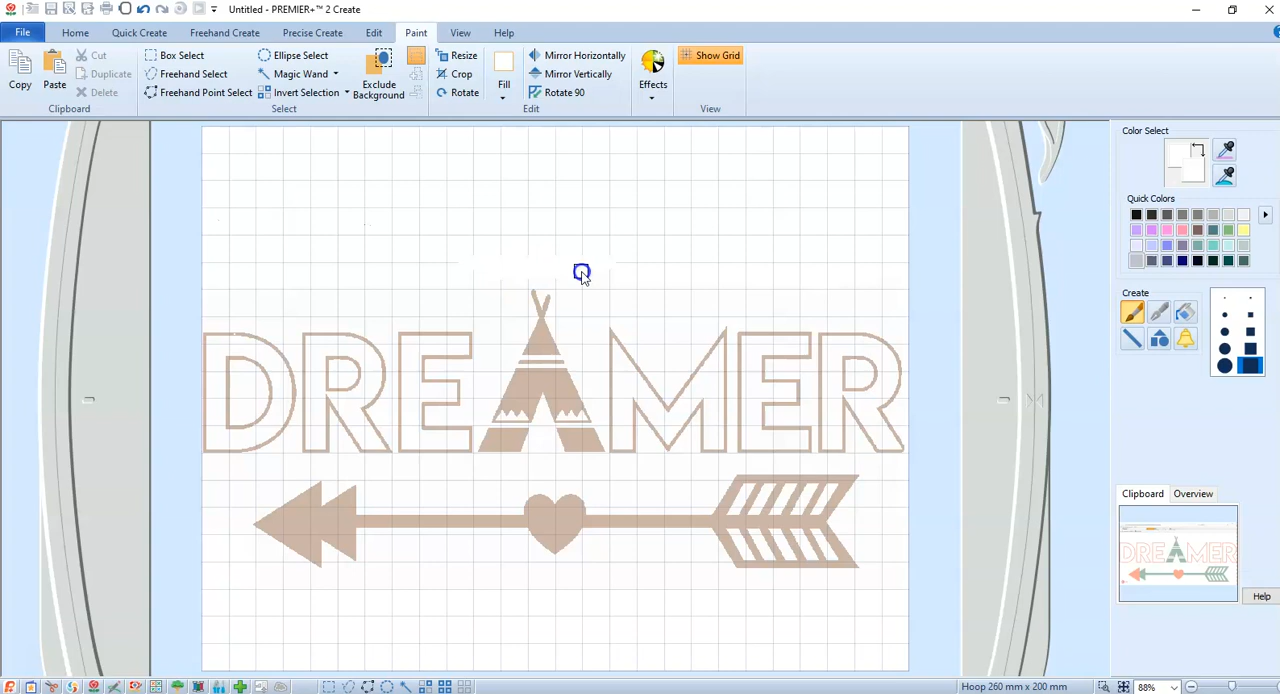 Untitled - PREMIER+™ 2 Create
File Home Quick Create Freehand Create Precise Create Edit Paint View Help
Copy Paste Cut Duplicate Delete Clipboard
Box Select Ellipse Select
Freehand Select Magic Wand
Freehand Point Select Invert Selection
Exclude Background
Select
Resize
Crop
Rotate
Fill
Mirror Horizontally
Mirror Vertically
Rotate 90
Edit
Effects
Show Grid
View
Color Select
Quick Colors
Create
DREAMER
Clipboard Overview
DREAMER
Help
Hoop 260 mm x 200 mm
88%